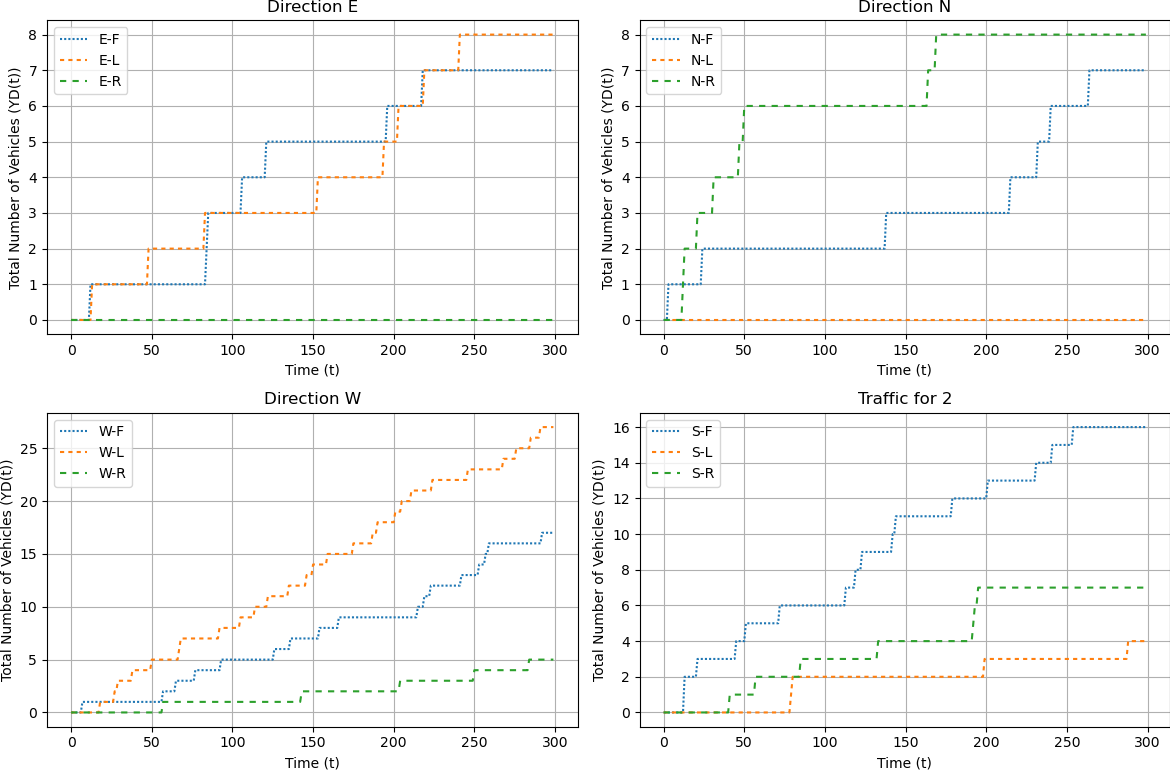 Direction E
Total Number of Vehicles (YD(t))
8
7
6
5
4
3
2
1
0
E-F
E-L
E-R
0 50 100 150 200 250 300
Time (t)
Direction N
Total Number of Vehicles (YD(t))
8
7
6
5
4
3
2
1
0
N-F
N-L
N-R
0 50 100 150 200 250 300
Time (t)
Direction W
Total Number of Vehicles (YD(t))
25
20
15
10
5
0
W-F
W-L
W-R
0 50 100 150 200 250 300
Time (t)
Traffic for 2
Total Number of Vehicles (YD(t))
16
14
12
10
8
6
4
2
0
S-F
S-L
S-R
0 50 100 150 200 250 300
Time (t)